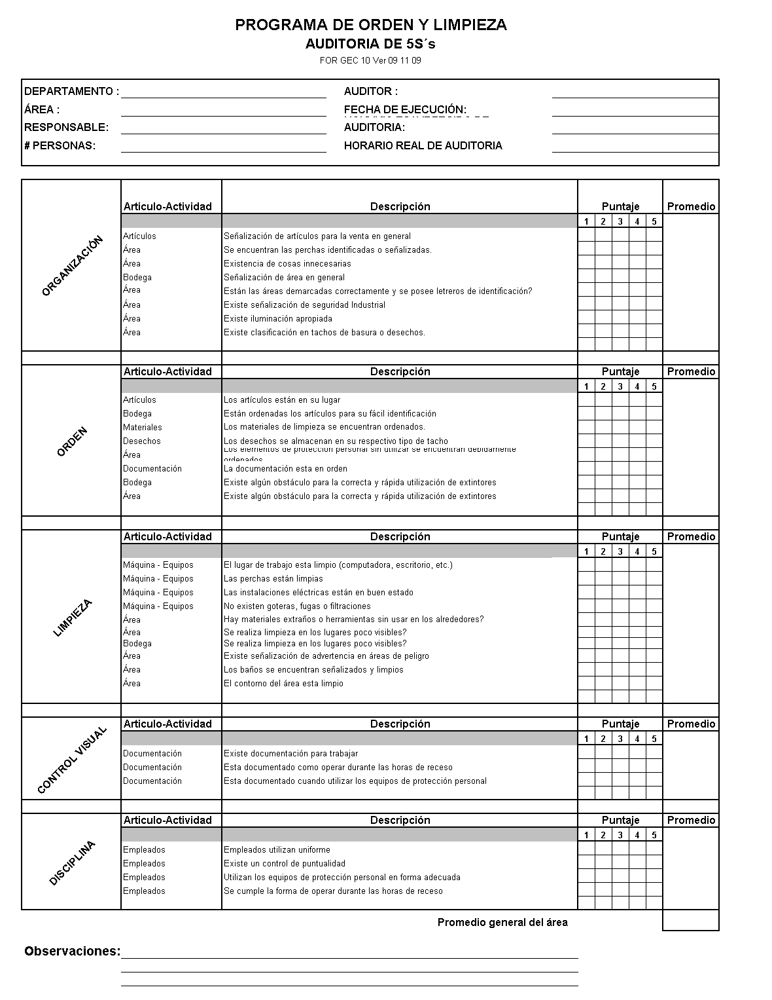 PROGRAMA DE ORDEN Y LIMPIEZA
AUDITORIA DE 5S´s
FOR GEC 10 Ver 09 11 09
DEPARTAMENTO : AUDITOR :
ÁREA : FECHA DE EJECUCIÓN:
RESPONSABLE: AUDITORIA:
# PERSONAS: HORARIO REAL DE AUDITORIA
ORGANIZACIÓN
Articulo-Actividad Descripción Puntaje Promedio
1 2 3 4 5
Artículos Señalización de artículos para la venta en general
Área Se encuentran las perchas identificadas o señalizadas.
Área Existencia de cosas innecesarias
Bodega Señalización de área en general
Área Están las áreas demarcadas correctamente y se posee letreros de identificación?
Área Existe señalización de seguridad Industrial
Área Existe iluminación apropiada
Área Existe clasificación en tachos de basura o desechos.
ORDEN
Articulo-Actividad Descripción Puntaje Promedio
1 2 3 4 5
Artículos Los artículos están en su lugar
Bodega Están ordenadas los artículos para su fácil identificación
Materiales Los materiales de limpieza se encuentran ordenados.
Desechos Los desechos se almacenan en su respectivo tipo de tacho
Área Los elementos de protección personal sin utilizar se encuentran debidamente
ordenados
Documentación La documentación esta en orden
Bodega Existe algún obstáculo para la correcta y rápida utilización de extintores
Área Existe algún obstáculo para la correcta y rápida utilización de extintores
LIMPIEZA
Articulo-Actividad Descripción Puntaje Promedio
1 2 3 4 5
Máquina - Equipos El lugar de trabajo esta limpio (computadora, escritorio, etc.)
Máquina - Equipos Las perchas están limpias
Máquina - Equipos Las instalaciones eléctricas están en buen estado
Máquina - Equipos No existen goteras, fugas o filtraciones
Área Hay materiales extraños o herramientas sin usar en los alrededores?
Área Se realiza limpieza en los lugares poco visibles?
Bodega Se realiza limpieza en los lugares poco visibles?
Área Existe señalización de advertencia en áreas de peligro
Área Los baños se encuentran señalizados y limpios
Área El contorno del área esta limpio
CONTROL VISUAL
Articulo-Actividad Descripción Puntaje Promedio
1 2 3 4 5
Documentación Existe documentación para trabajar
Documentación Esta documentado como operar durante las horas de receso
Documentación Esta documentado cuando utilizar los equipos de protección personal
DISCIPLINA
Articulo-Actividad Descripción Puntaje Promedio
1 2 3 4 5
Empleados Empleados utilizan uniforme
Empleados Existe un control de puntualidad
Empleados Utilizan los equipos de protección personal en forma adecuada
Empleados Se cumple la forma de operar durante las horas de receso
Promedio general del área
Observaciones: